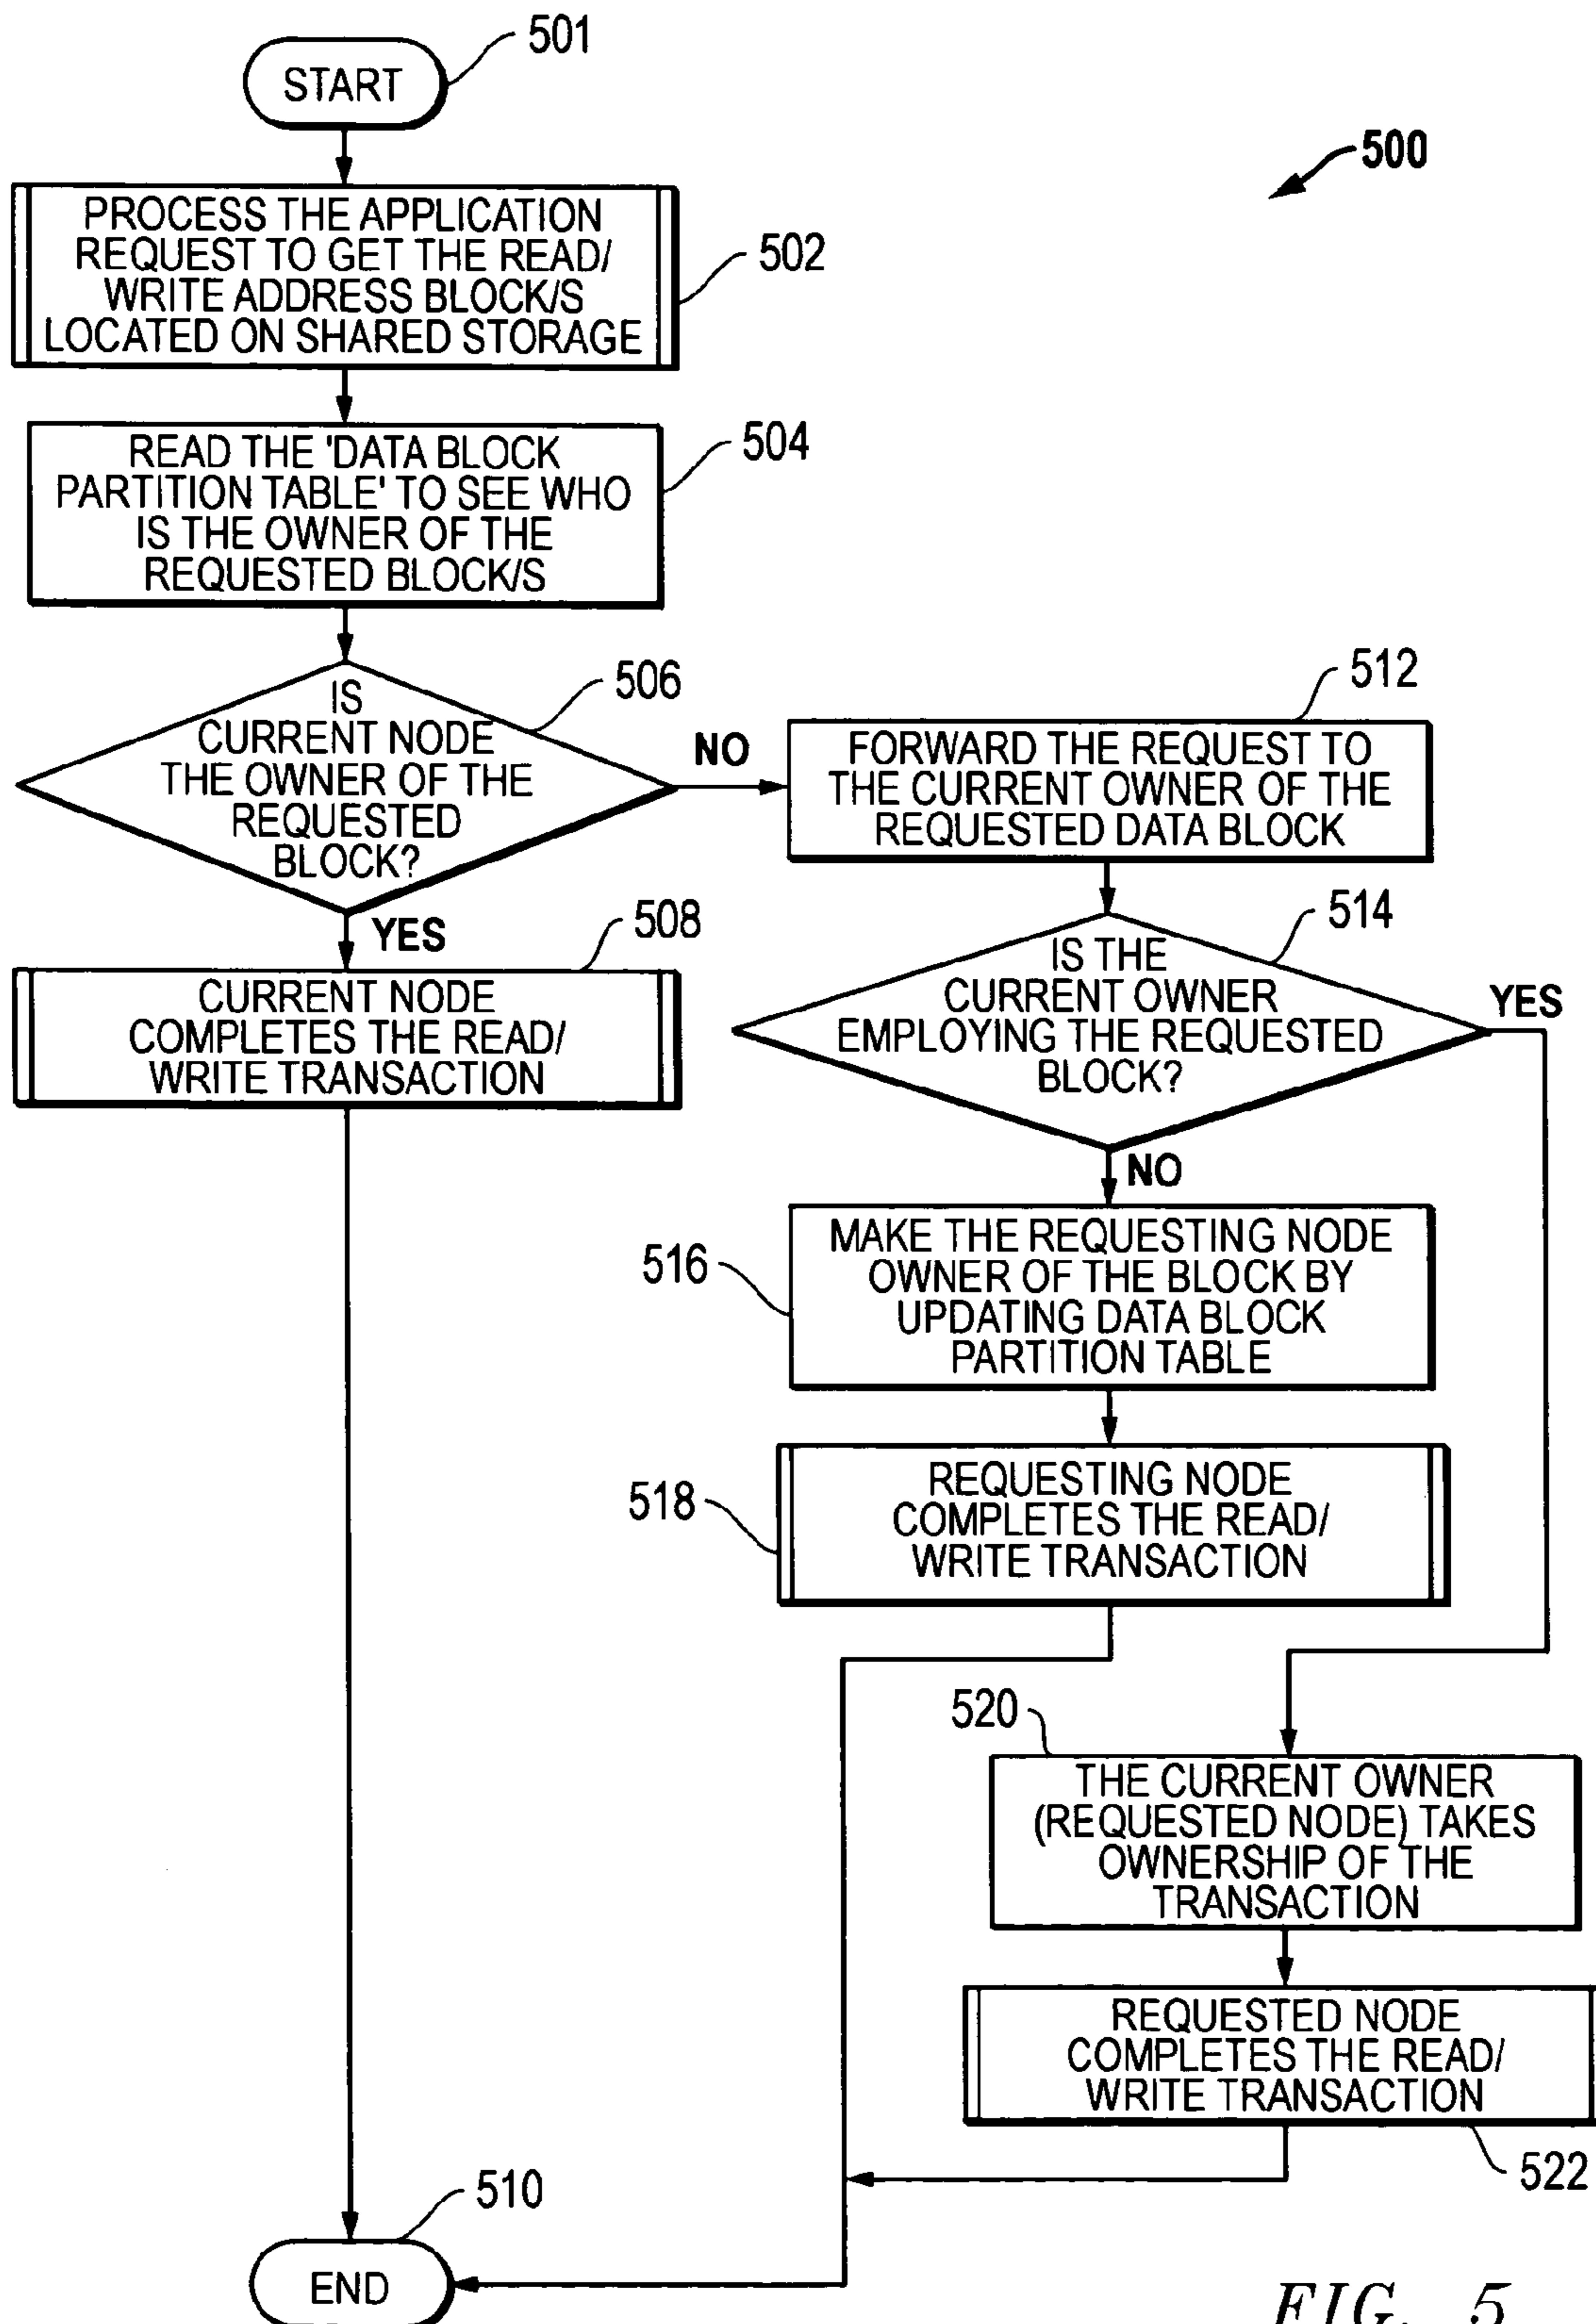 501
START
500
PROCESS THE APPLICATION
REQUEST TO GET THE READ/
WRITE ADDRESS BLOCK/S
LOCATED ON SHARED STORAGE
502
READ THE 'DATA BLOCK
PARTITION TABLE' TO SEE WHO
IS THE OWNER OF THE
REQUESTED BLOCK/S
504
IS
CURRENT NODE
THE OWNER OF THE
REQUESTED
BLOCK?
506
NO
YES
512
FORWARD THE REQUEST TO
THE CURRENT OWNER OF THE
REQUESTED DATA BLOCK
508
CURRENT NODE
COMPLETES THE READ/
WRITE TRANSACTION
514
IS THE
CURRENT OWNER
EMPLOYING THE REQUESTED
BLOCK?
YES
NO
516
MAKE THE REQUESTING NODE
OWNER OF THE BLOCK BY
UPDATING DATA BLOCK
PARTITION TABLE
518
REQUESTING NODE
COMPLETES THE READ/
WRITE TRANSACTION
520
THE CURRENT OWNER
(REQUESTED NODE) TAKES
OWNERSHIP OF THE
TRANSACTION
REQUESTED NODE
COMPLETES THE READ/
WRITE TRANSACTION
522
510
END
FIG. 5